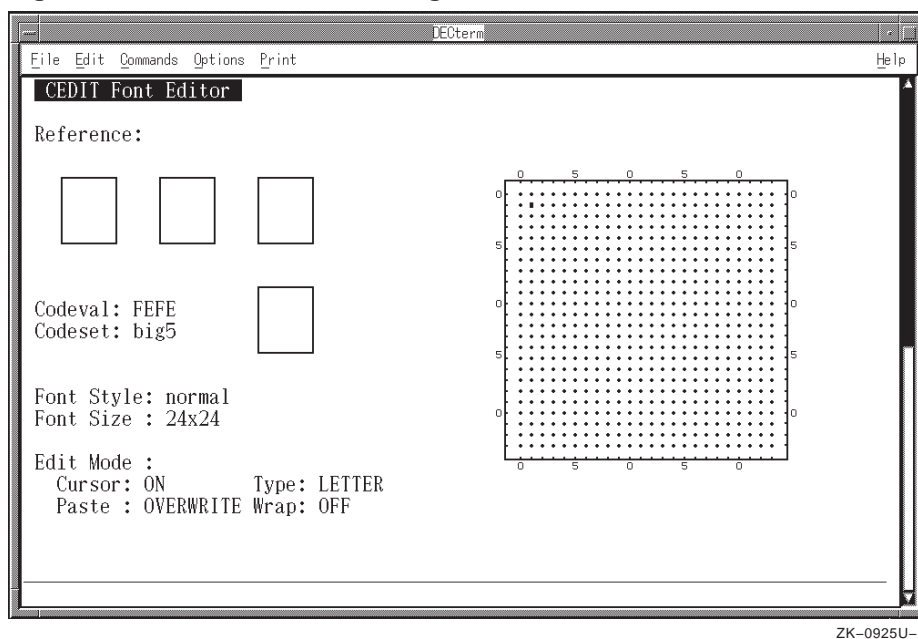 DECterm
File Edit Commands Options Print Help
CEDIT Font Editor
Reference:
0 5 0 5 0
0 0
5 5
0 0
5 5
0 0
0 5 0 5 0
Codeval: FEFE
Codeset: big5
Font Style: normal
Font Size : 24x24
Edit Mode :
Cursor: ON Type: LETTER
Paste : OVERWRITE Wrap: OFF